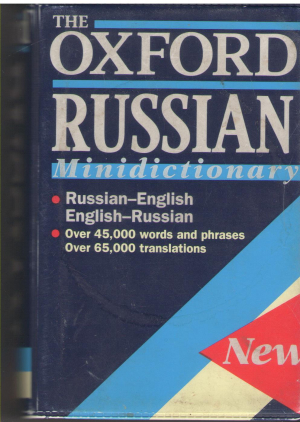 THE
OXFORD
RUSSIAN
Minidictionary
Russian–English
English–Russian
Over 45,000 words and phrases
Over 65,000 translations
New